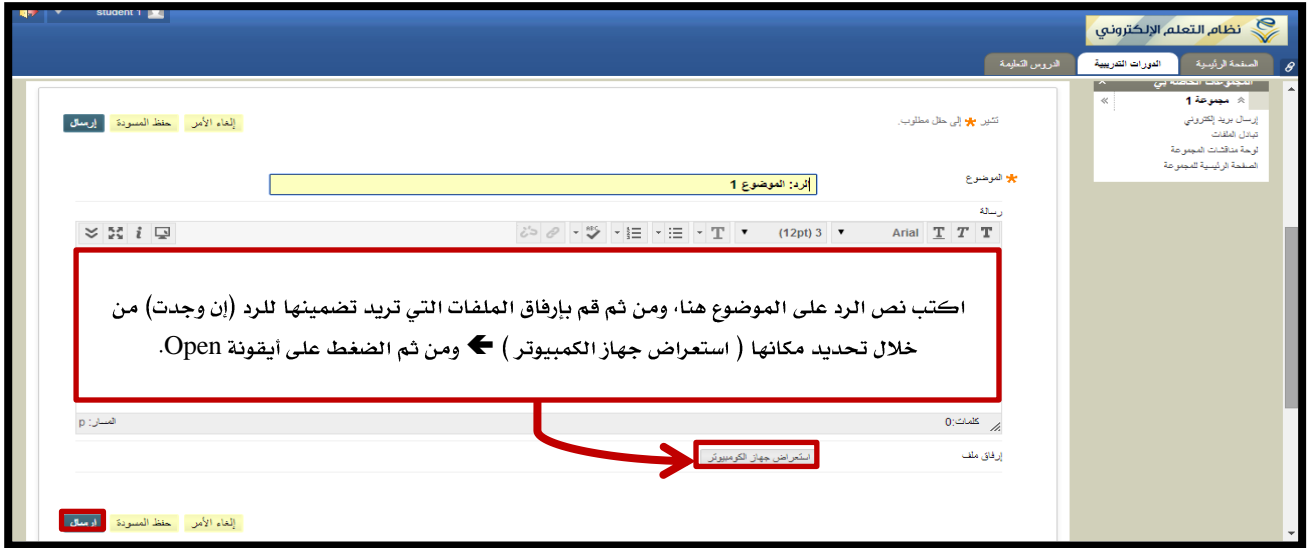 student 1
نظام التعلم الإلكتروني
الصفحة الرئيسية
الدورات التدريبية
الدروس التعليمة
مجموعة 1
إرسال بريد إلكتروني
تبادل الملفات
لوحة مناقشات المجموعة
الصفحة الرئيسية للمجموعة
تشير إلى حقل مطلوب.
إلغاء الأمر حفظ المسودة إرسال
الموضوع
الرد: الموضوع 1
رسالة
T T T Arial 3 (12pt) T
اكتب نص الرد على الموضوع هنا، ومن ثم قم بإرفاق الملفات التي تريد تضمينها للرد (إن وجدت) من
خلال تحديد مكانها ( استعراض جهاز الكمبيوتر ) 🡸 ومن ثم الضغط على أيقونة Open.
كلمات:0
المسار: p
إرفاق ملف
استعراض جهاز الكومبيوتر
إلغاء الأمر حفظ المسودة إرسال